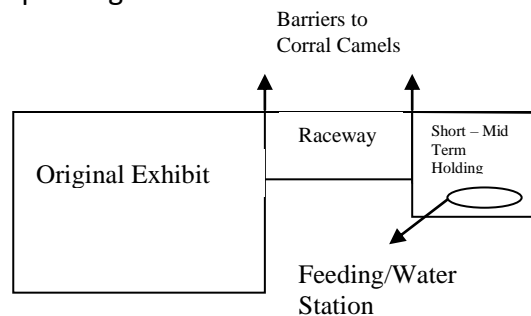 Barriers to
Corral Camels
Raceway
Short – Mid
Term
Holding
Original Exhibit
Feeding/Water
Station